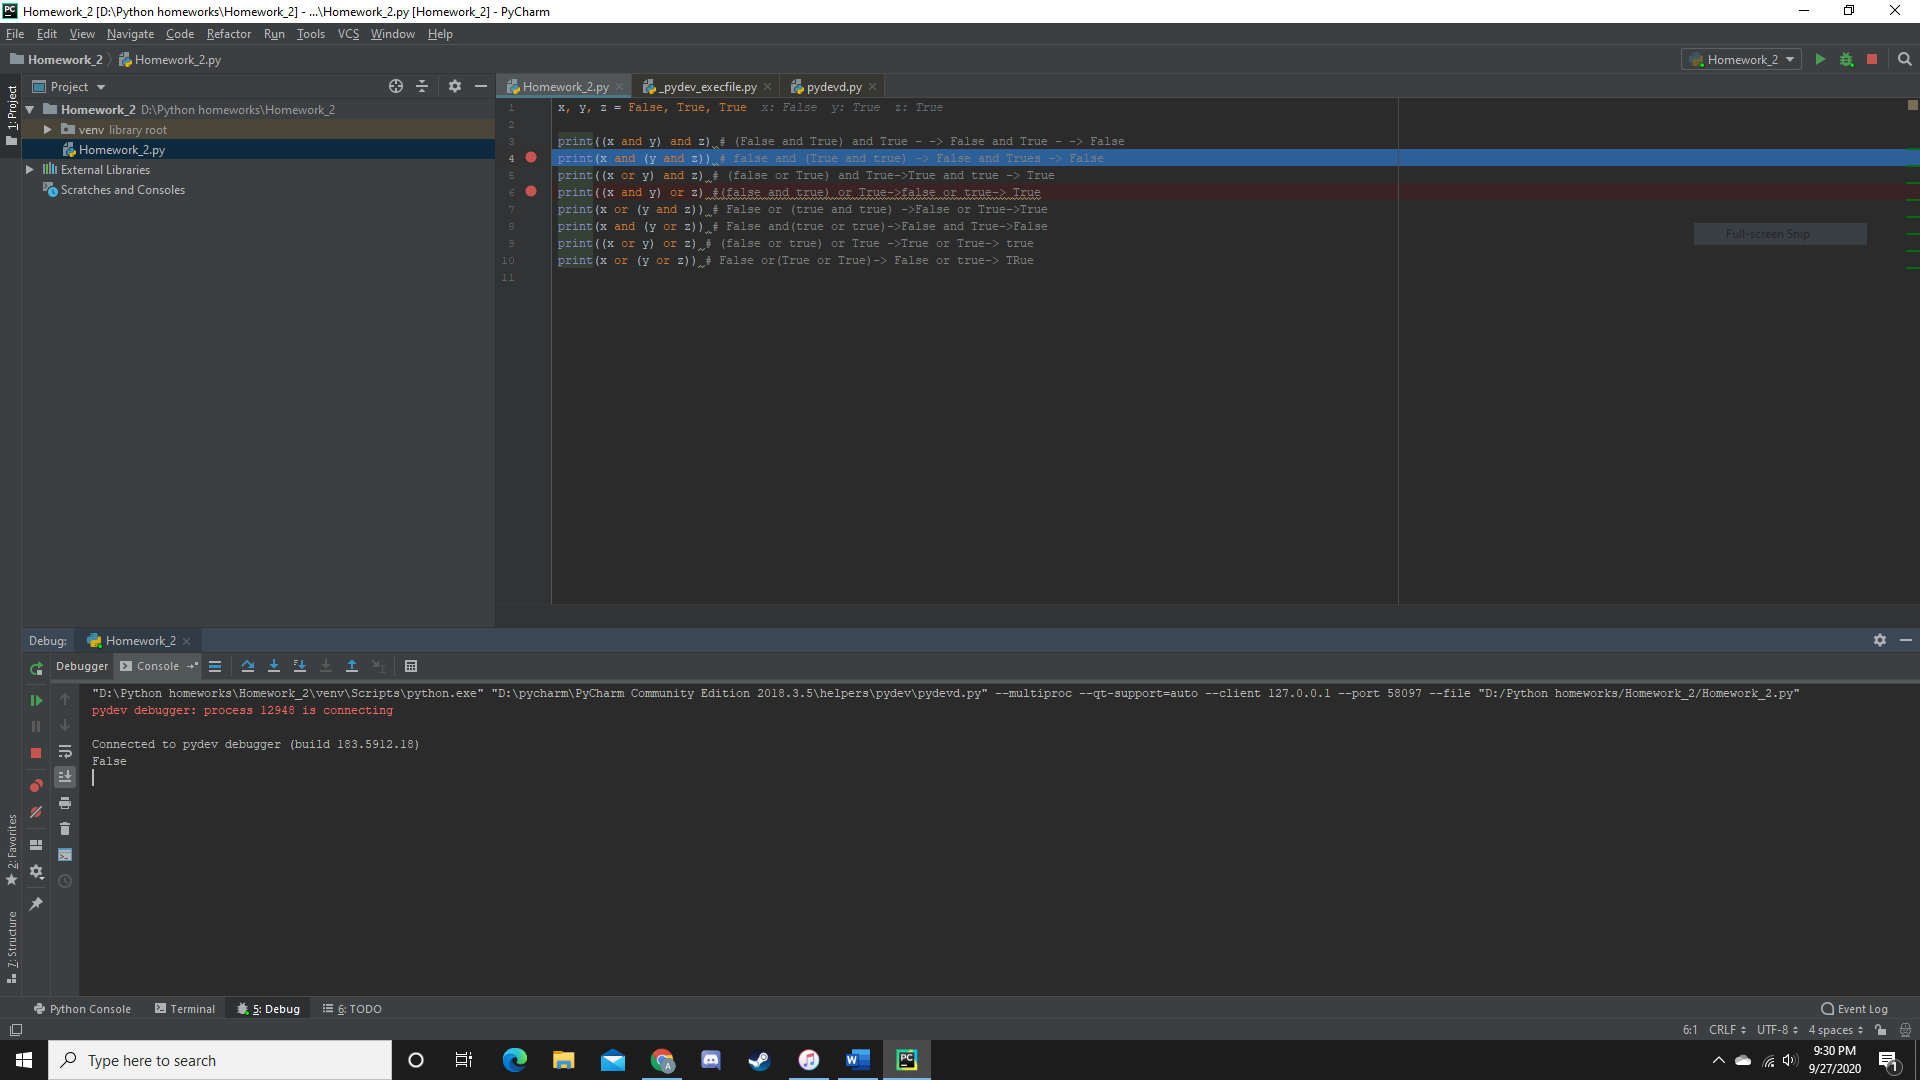 Homework_2 [D:\Python homeworks\Homework_2] - ...\Homework_2.py [Homework_2] - PyCharm
File Edit View Navigate Code Refactor Run Tools VCS Window Help
Homework_2 Homework_2.py Homework_2
Project
Homework_2.py _pydev_execfile.py pydevd.py
1: Project
Homework_2 D:\Python homeworks\Homework_2
venv library root
Homework_2.py
External Libraries
Scratches and Consoles
1 x, y, z = False, True, True x: False y: True z: True
2
3 print((x and y) and z) # (False and True) and True - -> False and True - -> False
4 print(x and (y and z)) # false and (True and true) -> False and Trues -> False
5 print((x or y) and z) # (false or True) and True->True and true -> True
6 print((x and y) or z) #(false and true) or True->false or true-> True
7 print(x or (y and z)) # False or (true and true) ->False or True->True
8 print(x and (y or z)) # False and(true or true)->False and True->False
9 print((x or y) or z) # (false or true) or True ->True or True-> true
10 print(x or (y or z)) # False or(True or True)-> False or true-> TRue
11
Full-screen Snip
Debug: Homework_2
Debugger Console
"D:\Python homeworks\Homework_2\venv\Scripts\python.exe" "D:\pycharm\PyCharm Community Edition 2018.3.5\helpers\pydev\pydevd.py" --multiproc --qt-support=auto --client 127.0.0.1 --port 58097 --file "D:/Python homeworks/Homework_2/Homework_2.py"
pydev debugger: process 12948 is connecting
Connected to pydev debugger (build 183.5912.18)
False
2: Favorites
7: Structure
Python Console Terminal 5: Debug 6: TODO Event Log
6:1 CRLF UTF-8 4 spaces
Type here to search
9:30 PM
9/27/2020
1